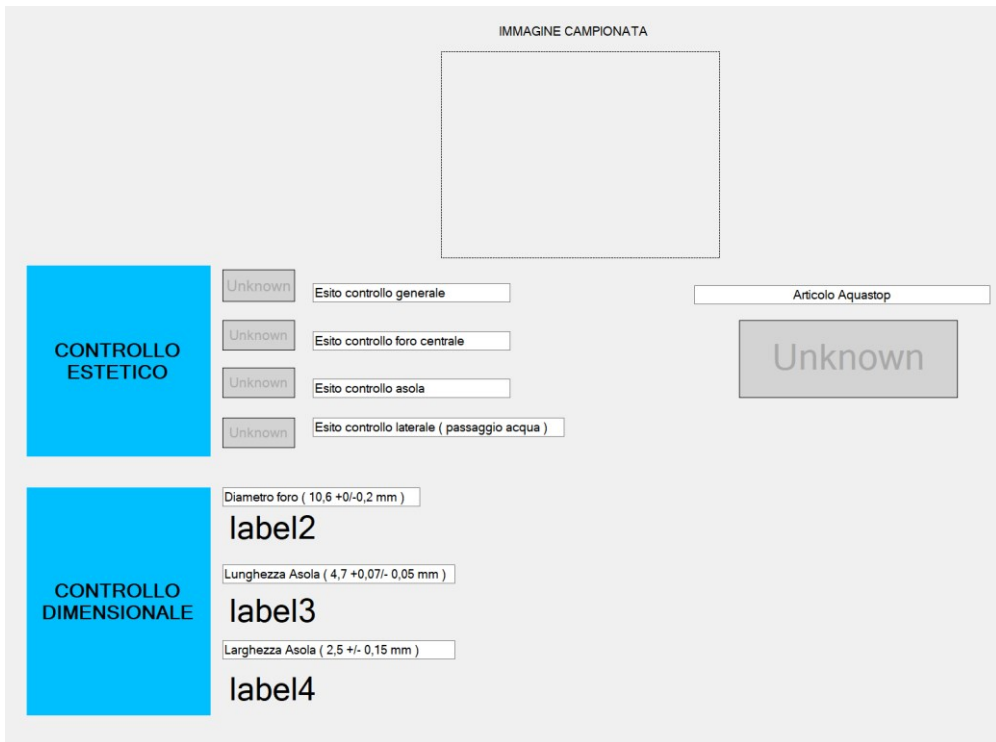 IMMAGINE CAMPIONATA
CONTROLLO
ESTETICO
Unknown
Esito controllo generale
Unknown
Esito controllo foro centrale
Unknown
Esito controllo asola
Unknown
Esito controllo laterale ( passaggio acqua )
Articolo Aquastop
Unknown
CONTROLLO
DIMENSIONALE
Diametro foro ( 10,6 +0/-0,2 mm )
label2
Lunghezza Asola ( 4,7 +0,07/- 0,05 mm )
label3
Larghezza Asola ( 2,5 +/- 0,15 mm )
label4